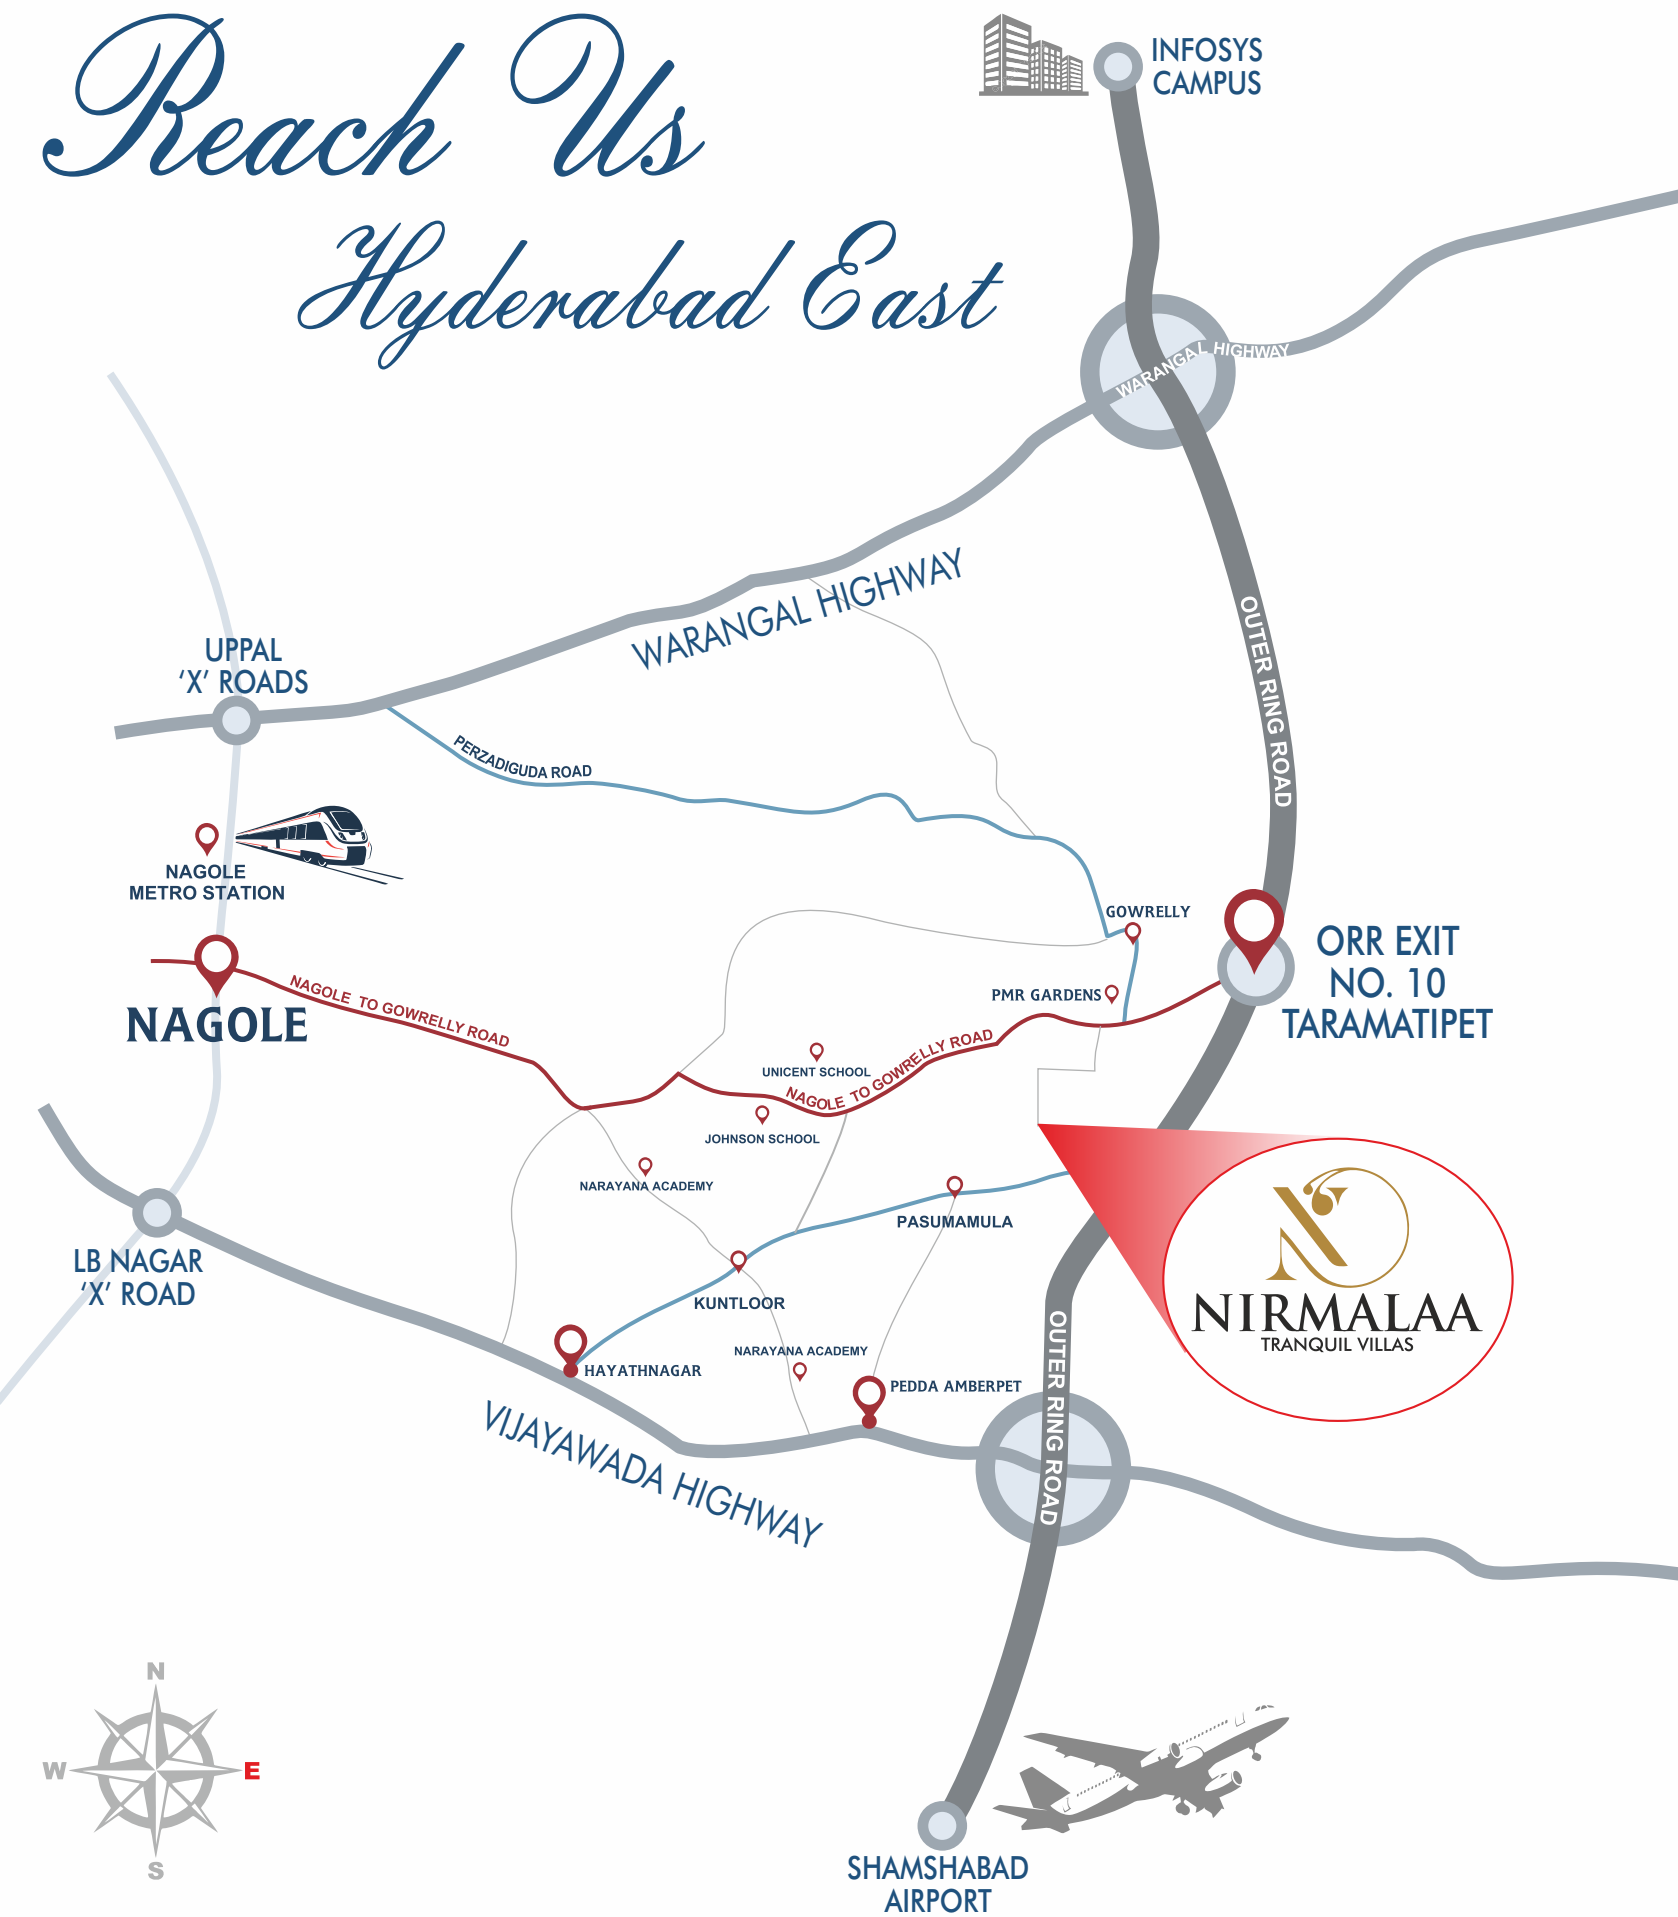 Reach Us
Hyderabad East
INFOSYS
CAMPUS
WARANGAL HIGHWAY
WARANGAL HIGHWAY
OUTER RING ROAD
UPPAL
‘X’ ROADS
PERZADIGUDA ROAD
NAGOLE
METRO STATION
GOWRELLY
ORR EXIT
NO. 10
TARAMATIPET
PMR GARDENS
NAGOLE
NAGOLE TO GOWRELLY ROAD
NAGOLE TO GOWRELLY ROAD
UNICENT SCHOOL
JOHNSON SCHOOL
NARAYANA ACADEMY
PASUMAMULA
LB NAGAR
‘X’ ROAD
KUNTLOOR
N
NIRMALAA
TRANQUIL VILLAS
NARAYANA ACADEMY
HAYATHNAGAR
PEDDA AMBERPET
OUTER RING ROAD
VIJAYAWADA HIGHWAY
N
W
E
S
SHAMSHABAD
AIRPORT